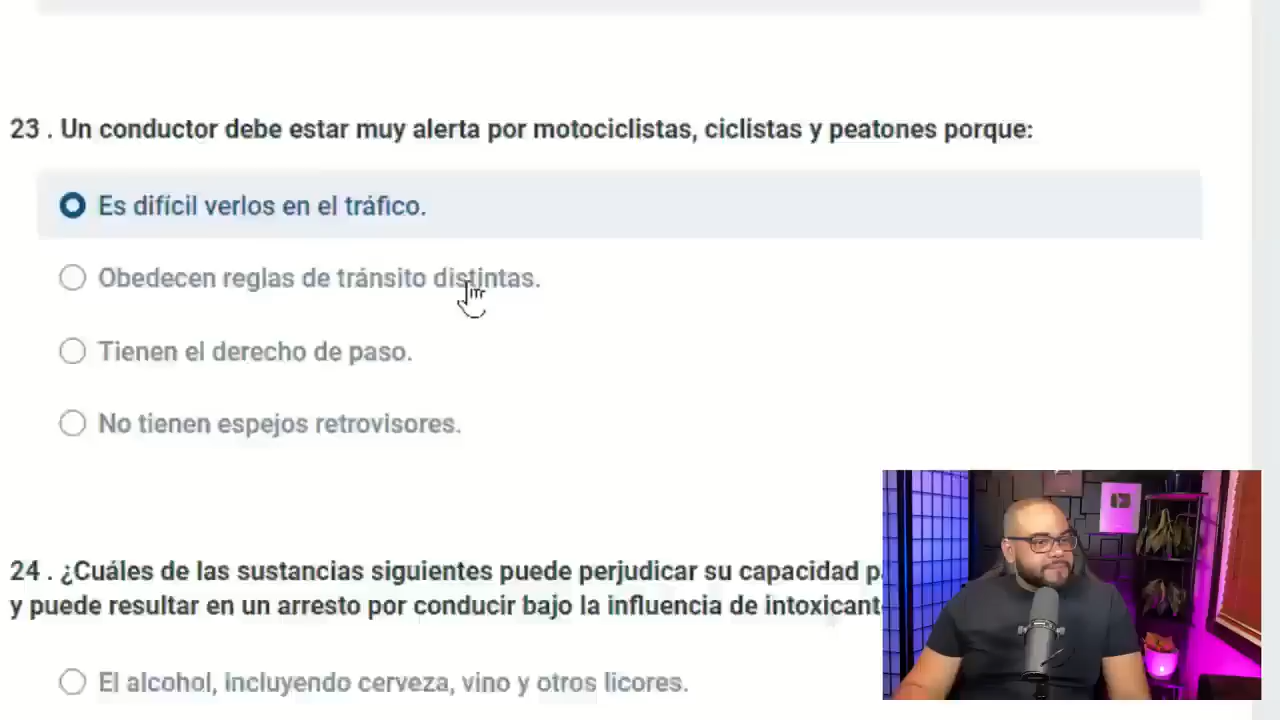 23 . Un conductor debe estar muy alerta por motociclistas, ciclistas y peatones porque:
Es difícil verlos en el tráfico.
Obedecen reglas de tránsito distintas.
Tienen el derecho de paso.
No tienen espejos retrovisores.
24 . ¿Cuáles de las sustancias siguientes puede perjudicar su capacidad
y puede resultar en un arresto por conducir bajo la influencia de
El alcohol, incluyendo cerveza, vino y otros licores.